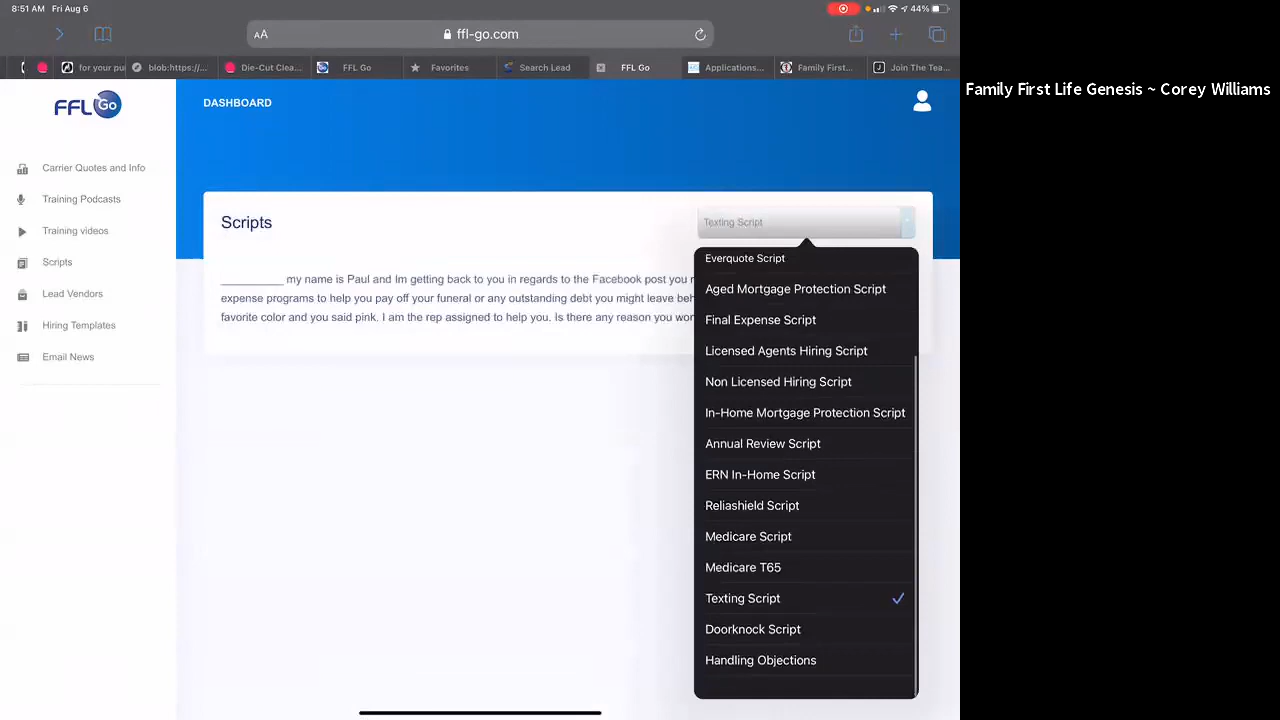 8:51 AM Fri Aug 6
44%
AA
ffl-go.com
for your pu
blob:https://...
Die-Cut Clea...
FFL Go
Favorites
Search Lead
FFL Go
Applications...
Family First...
Join The Tea...
Family First Life Genesis ~ Corey Williams
FFL Go
DASHBOARD
Carrier Quotes and Info
Training Podcasts
Training videos
Scripts
Lead Vendors
Hiring Templates
Email News
Scripts
Texting Script
__________ my name is Paul and Im getting back to you in regards to the Facebook post you
expense programs to help you pay off your funeral or any outstanding debt you might leave
favorite color and you said pink. I am the rep assigned to help you. Is there any reason you
Everquote Script
Aged Mortgage Protection Script
Final Expense Script
Licensed Agents Hiring Script
Non Licensed Hiring Script
In-Home Mortgage Protection Script
Annual Review Script
ERN In-Home Script
Reliashield Script
Medicare Script
Medicare T65
Texting Script
Doorknock Script
Handling Objections